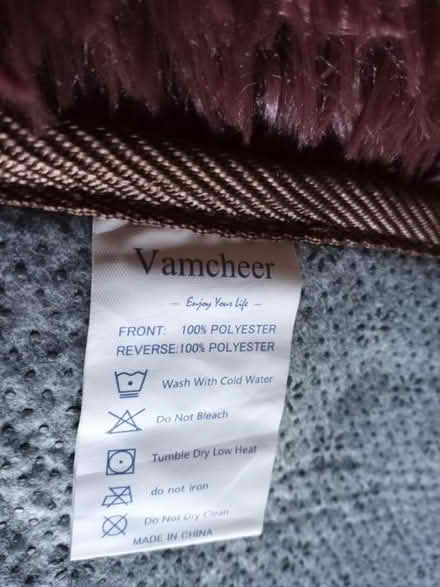 Vamcheer
— Enjoy Your Life —
FRONT: 100% POLYESTER
REVERSE:100% POLYESTER
Wash With Cold Water
Do Not Bleach
Tumble Dry Low Heat
do not iron
Do Not Dry Clean
MADE IN CHINA